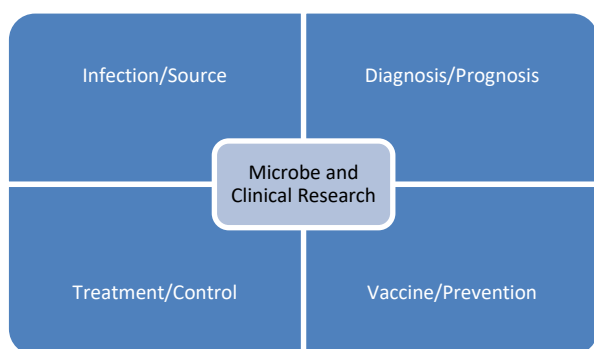 Infection/Source
Diagnosis/Prognosis
Microbe and
Clinical Research
Treatment/Control
Vaccine/Prevention